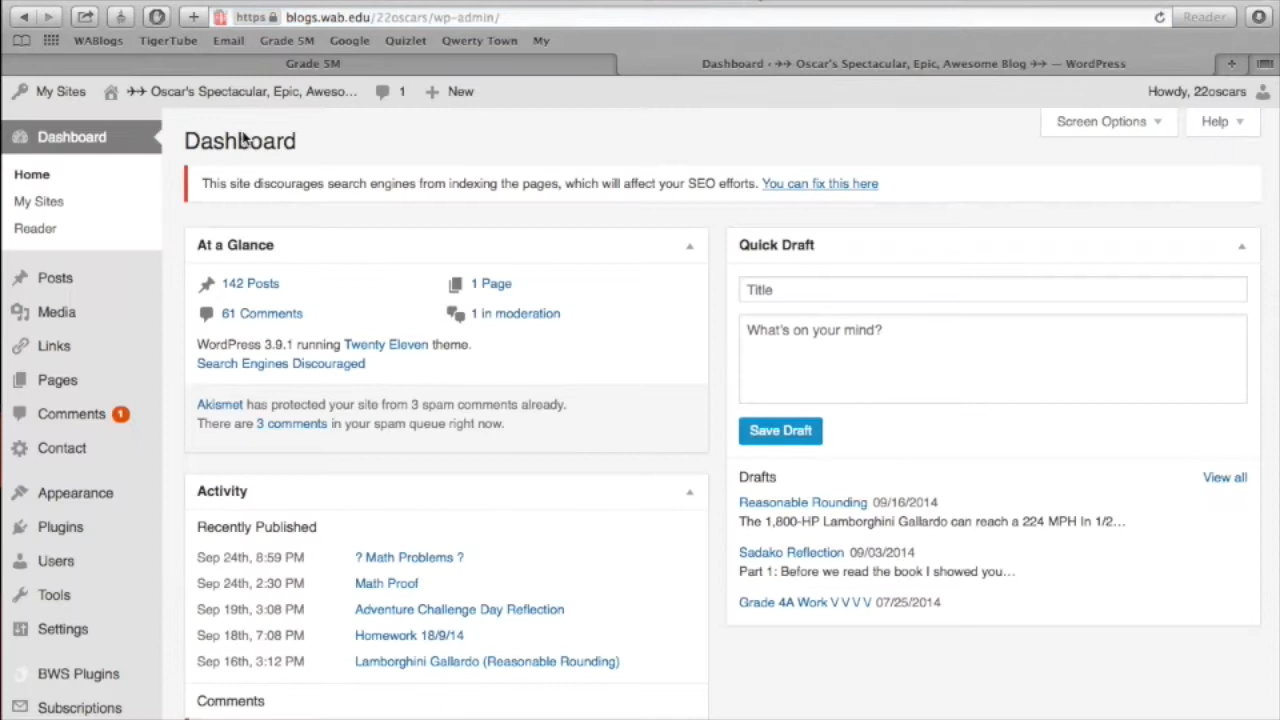 https blogs.wab.edu/22oscars/wp-admin/ Reader
WABlogs TigerTube Email Grade 5M Google Quizlet Qwerty Town My
Grade 5M
Dashboard ‹ ✈✈ Oscar's Spectacular, Epic, Awesome Blog ✈✈ — WordPress
My Sites ✈✈ Oscar's Spectacular, Epic, Aweso... 1 New Howdy, 22oscars
Screen Options Help
Dashboard
Home
My Sites
Reader
Posts
Media
Links
Pages
Comments 1
Contact
Appearance
Plugins
Users
Tools
Settings
BWS Plugins
Subscriptions
Dashboard
This site discourages search engines from indexing the pages, which will affect your SEO efforts. You can fix this here
At a Glance
142 Posts 1 Page
61 Comments 1 in moderation
WordPress 3.9.1 running Twenty Eleven theme.
Search Engines Discouraged
Akismet has protected your site from 3 spam comments already.
There are 3 comments in your spam queue right now.
Activity
Recently Published
Sep 24th, 8:59 PM ? Math Problems ?
Sep 24th, 2:30 PM Math Proof
Sep 19th, 3:08 PM Adventure Challenge Day Reflection
Sep 18th, 7:08 PM Homework 18/9/14
Sep 16th, 3:12 PM Lamborghini Gallardo (Reasonable Rounding)
Comments
Quick Draft
Title
What's on your mind?
Save Draft
Drafts View all
Reasonable Rounding 09/16/2014
The 1,800-HP Lamborghini Gallardo can reach a 224 MPH In 1/2...
Sadako Reflection 09/03/2014
Part 1: Before we read the book I showed you...
Grade 4A Work V V V V 07/25/2014